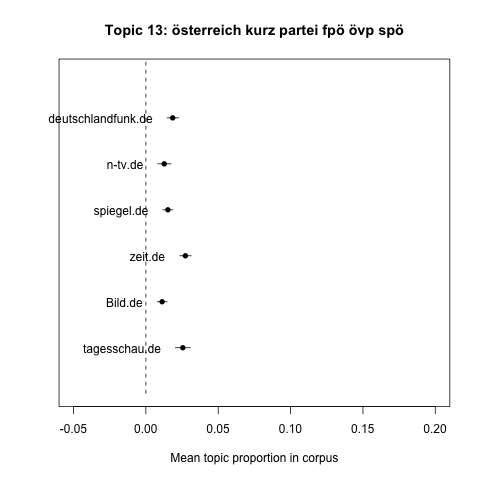 Topic 13: österreich kurz partei fpö övp spö
deutschlandfunk.de
n-tv.de
spiegel.de
zeit.de
Bild.de
tagesschau.de
-0.05 0.00 0.05 0.10 0.15 0.20
Mean topic proportion in corpus